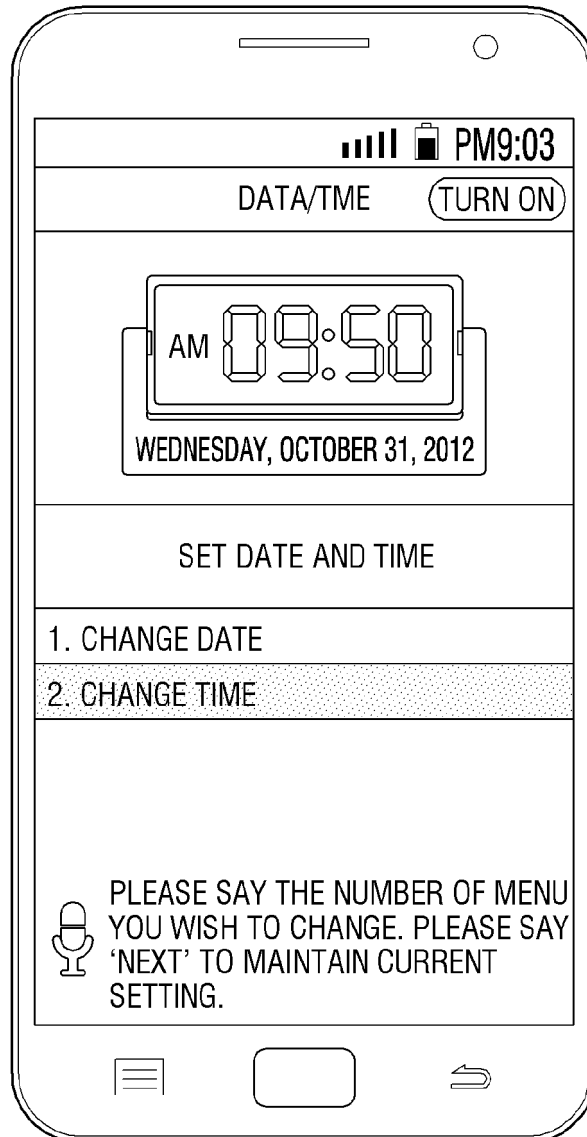 PM9:03
DATA/TME TURN ON
AM 09:50
WEDNESDAY, OCTOBER 31, 2012
SET DATE AND TIME
1. CHANGE DATE
2. CHANGE TIME
PLEASE SAY THE NUMBER OF MENU
YOU WISH TO CHANGE. PLEASE SAY
‘NEXT’ TO MAINTAIN CURRENT
SETTING.